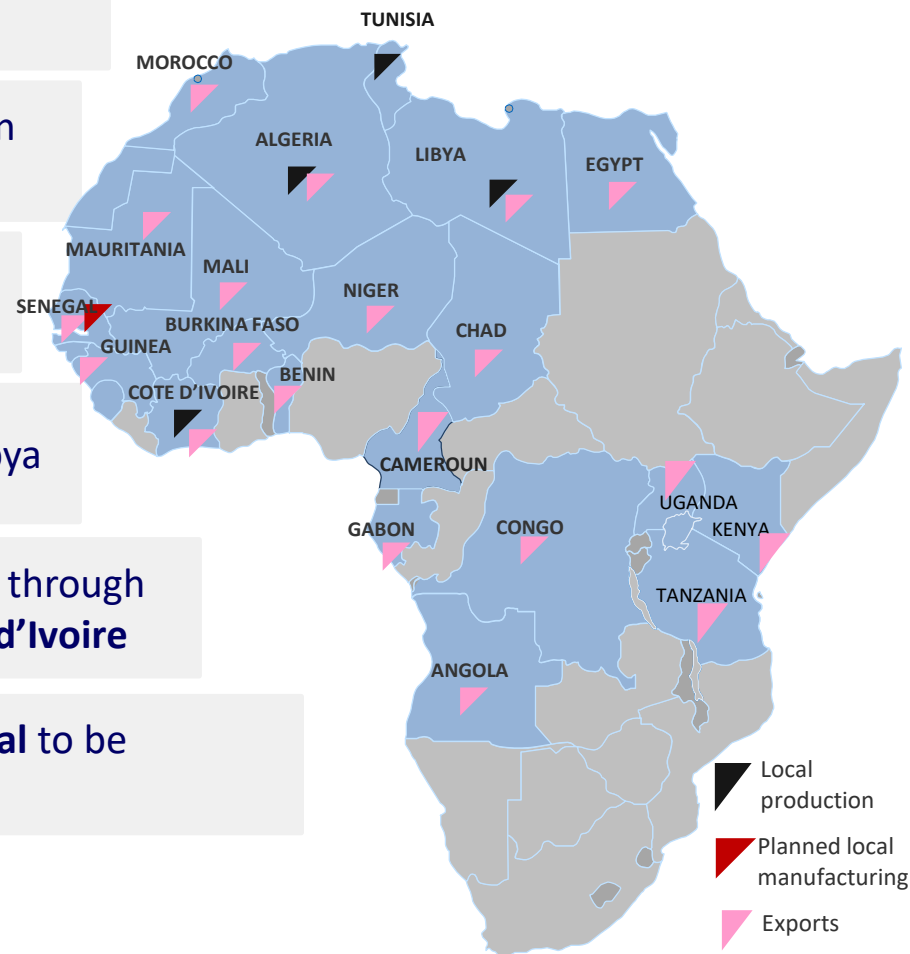 TUNISIA
MOROCCO
n
ALGERIA
LIBYA
EGYPT
MAURITANIA
MALI
NIGER
SENEGAL
BURKINA FASO
CHAD
GUINEA
BENIN
COTE D’IVOIRE
ya
CAMEROUN
UGANDA
GABON
CONGO
KENYA
through
d’Ivoire
TANZANIA
ANGOLA
al to be
Local
production
Planned local
manufacturing
Exports